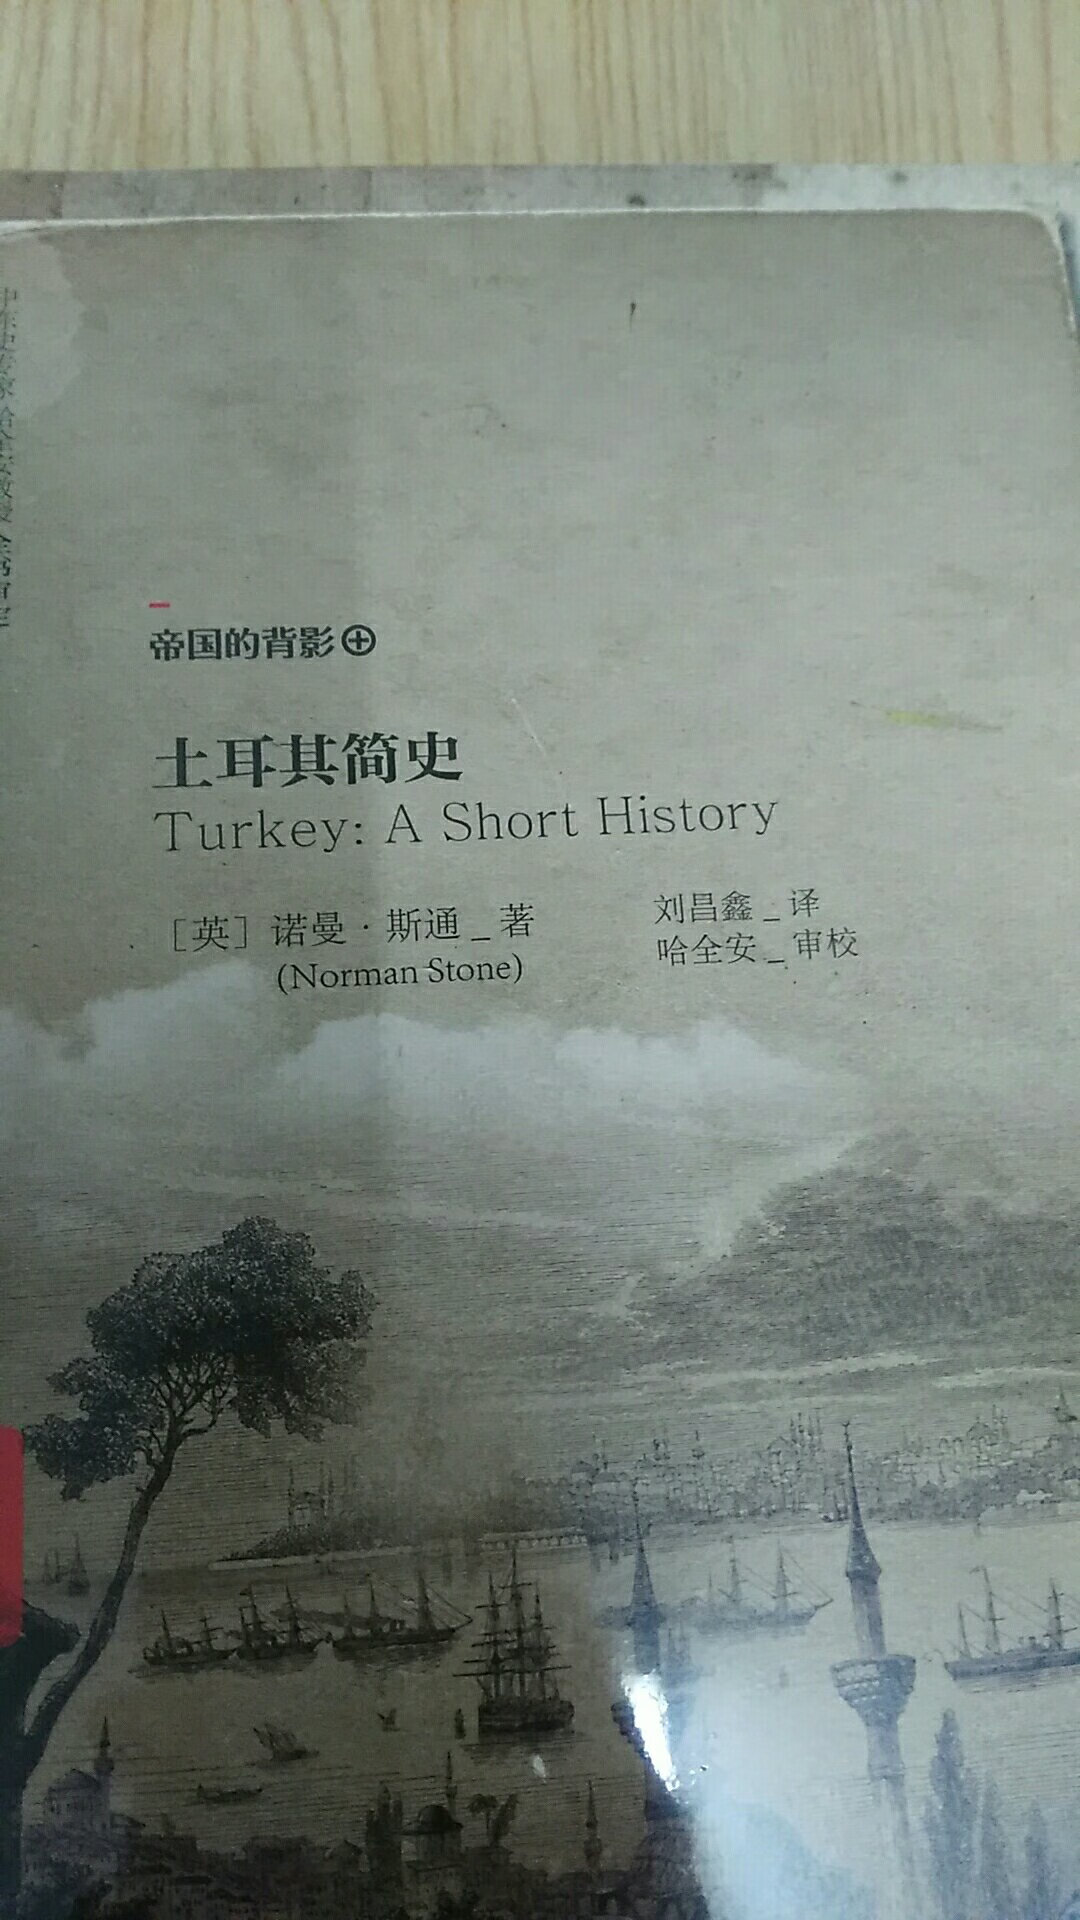 帝国的背影
土耳其简史
Turkey: A Short History
［英］诺曼·斯通_著
(Norman Stone)
刘昌鑫_译
哈全安_审校